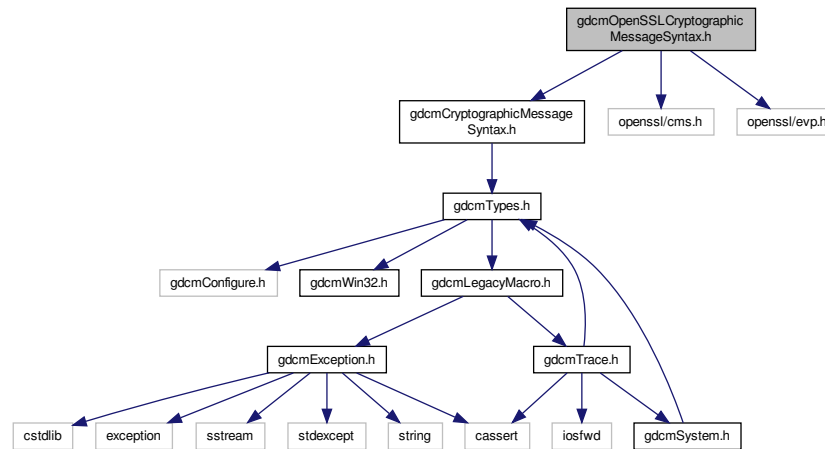 gdcmOpenSSLCryptographic
MessageSyntax.h
gdcmCryptographicMessage
Syntax.h
openssl/cms.h
openssl/evp.h
gdcmTypes.h
gdcmConfigure.h
gdcmWin32.h
gdcmLegacyMacro.h
gdcmException.h
gdcmTrace.h
cstdlib
exception
sstream
stdexcept
string
cassert
iosfwd
gdcmSystem.h